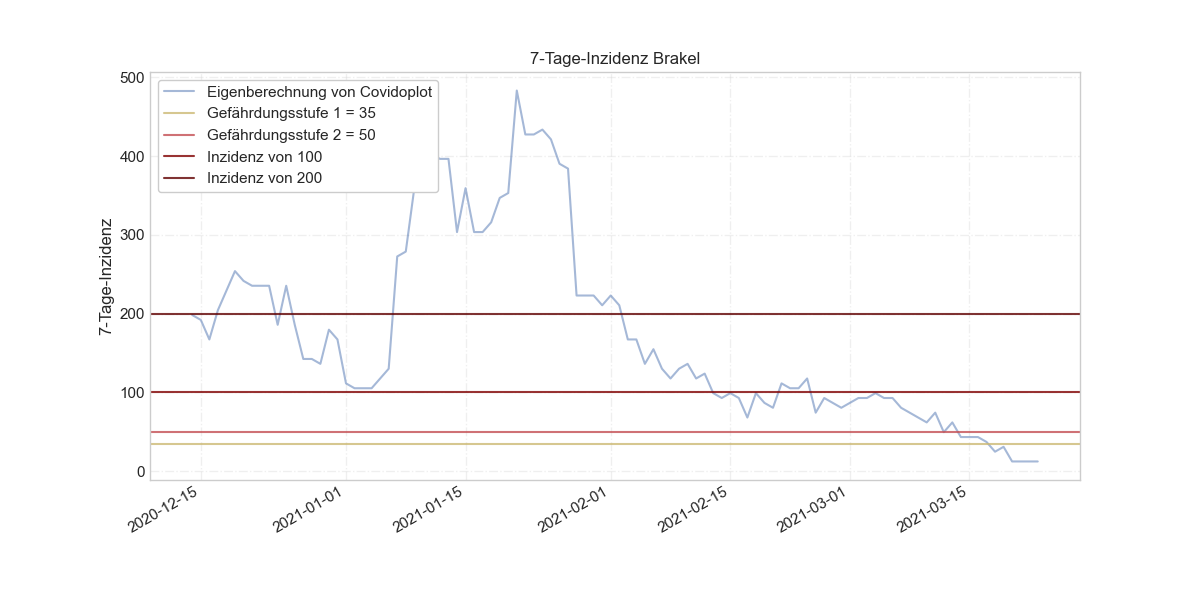 7-Tage-Inzidenz Brakel
500
400
300
200
100
0
7-Tage-Inzidenz
Eigenberechnung von Covidoplot
Gefährdungsstufe 1 = 35
Gefährdungsstufe 2 = 50
Inzidenz von 100
Inzidenz von 200
2020-12-15
2021-01-01
2021-01-15
2021-02-01
2021-02-15
2021-03-01
2021-03-15